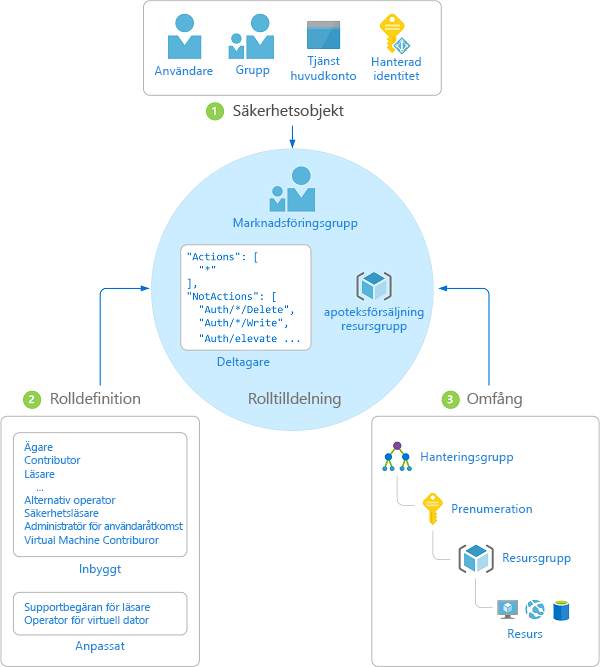 Användare
Grupp
Tjänst
huvudkonto
Hanterad
identitet
1 Säkerhetsobjekt
Marknadsföringsgrupp
"Actions": [
"*"
],
"NotActions": [
"Auth/*/Delete",
"Auth/*/Write",
"Auth/elevate ...
Deltagare
apoteksförsäljning
resursgrupp
Rolltilldelning
2 Rolldefinition
Ägare
Contributor
Läsare
...
Alternativ operator
Säkerhetsläsare
Administratör för användaråtkomst
Virtual Machine Contriburor
Inbyggt
Supportbegäran för läsare
Operator för virtuell dator
Anpassat
3 Omfång
Hanteringsgrupp
Prenumeration
Resursgrupp
Resurs